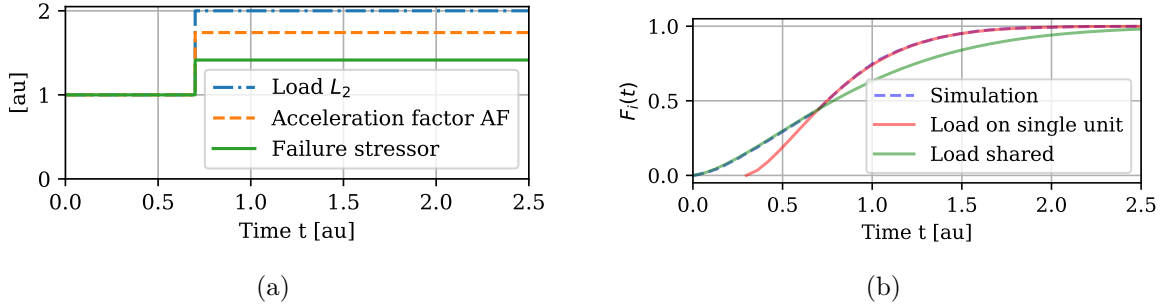 2
1
0
[au]
Load L₂
Acceleration factor AF
Failure stressor
0.0 0.5 1.0 1.5 2.0 2.5
Time t [au]
(a)
1.0
0.5
0.0
Fᵢ(t)
Simulation
Load on single unit
Load shared
0.0 0.5 1.0 1.5 2.0 2.5
Time t [au]
(b)